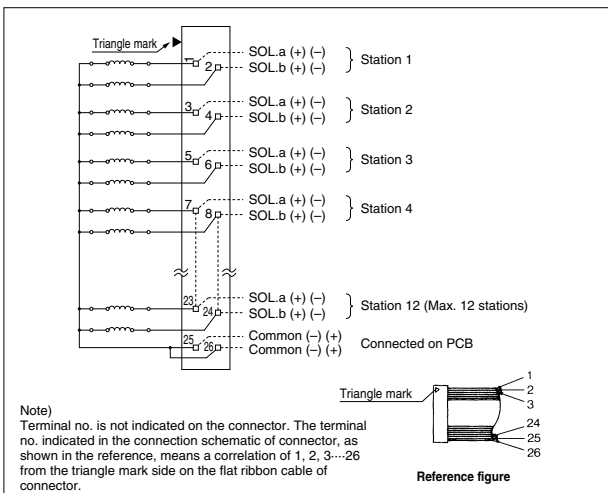 Triangle mark
1
SOL.a (+) (–)
2
SOL.b (+) (–)
Station 1
3
SOL.a (+) (–)
4
SOL.b (+) (–)
Station 2
5
SOL.a (+) (–)
6
SOL.b (+) (–)
Station 3
7
SOL.a (+) (–)
8
SOL.b (+) (–)
Station 4
23
SOL.a (+) (–)
24
SOL.b (+) (–)
Station 12 (Max. 12 stations)
25
Common (–) (+)
26
Common (–) (+)
Connected on PCB
Note)
Terminal no. is not indicated on the connector. The terminal
no. indicated in the connection schematic of connector, as
shown in the reference, means a correlation of 1, 2, 3····26
from the triangle mark side on the flat ribbon cable of
connector.
Triangle mark
1
2
3
24
25
26
Reference figure